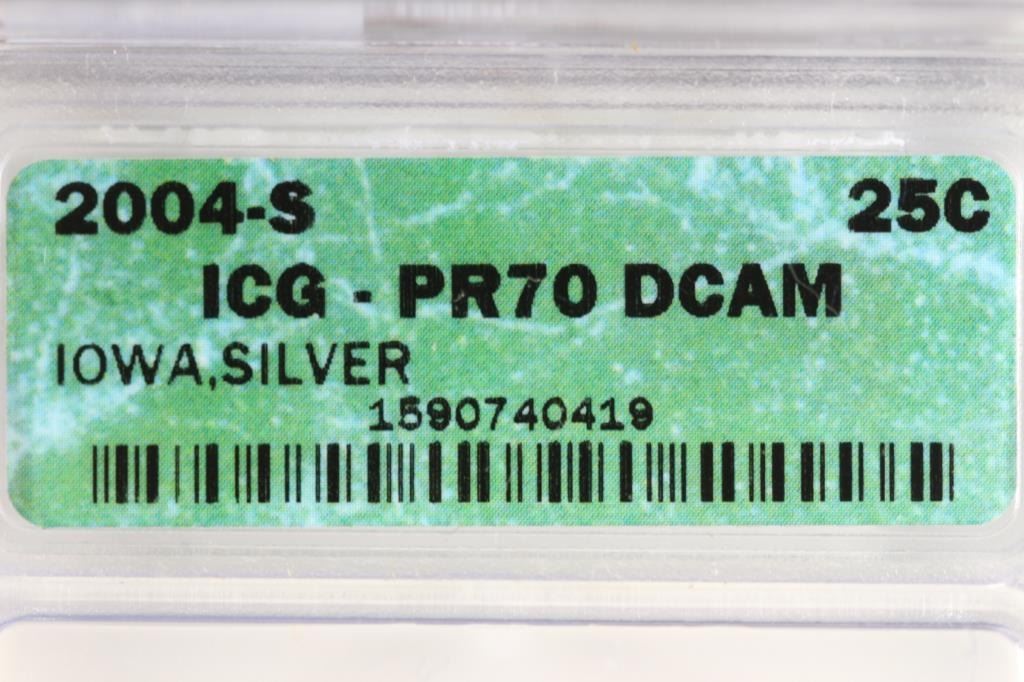 2004-S 25C
ICG - PR70 DCAM
IOWA,SILVER
1590740419